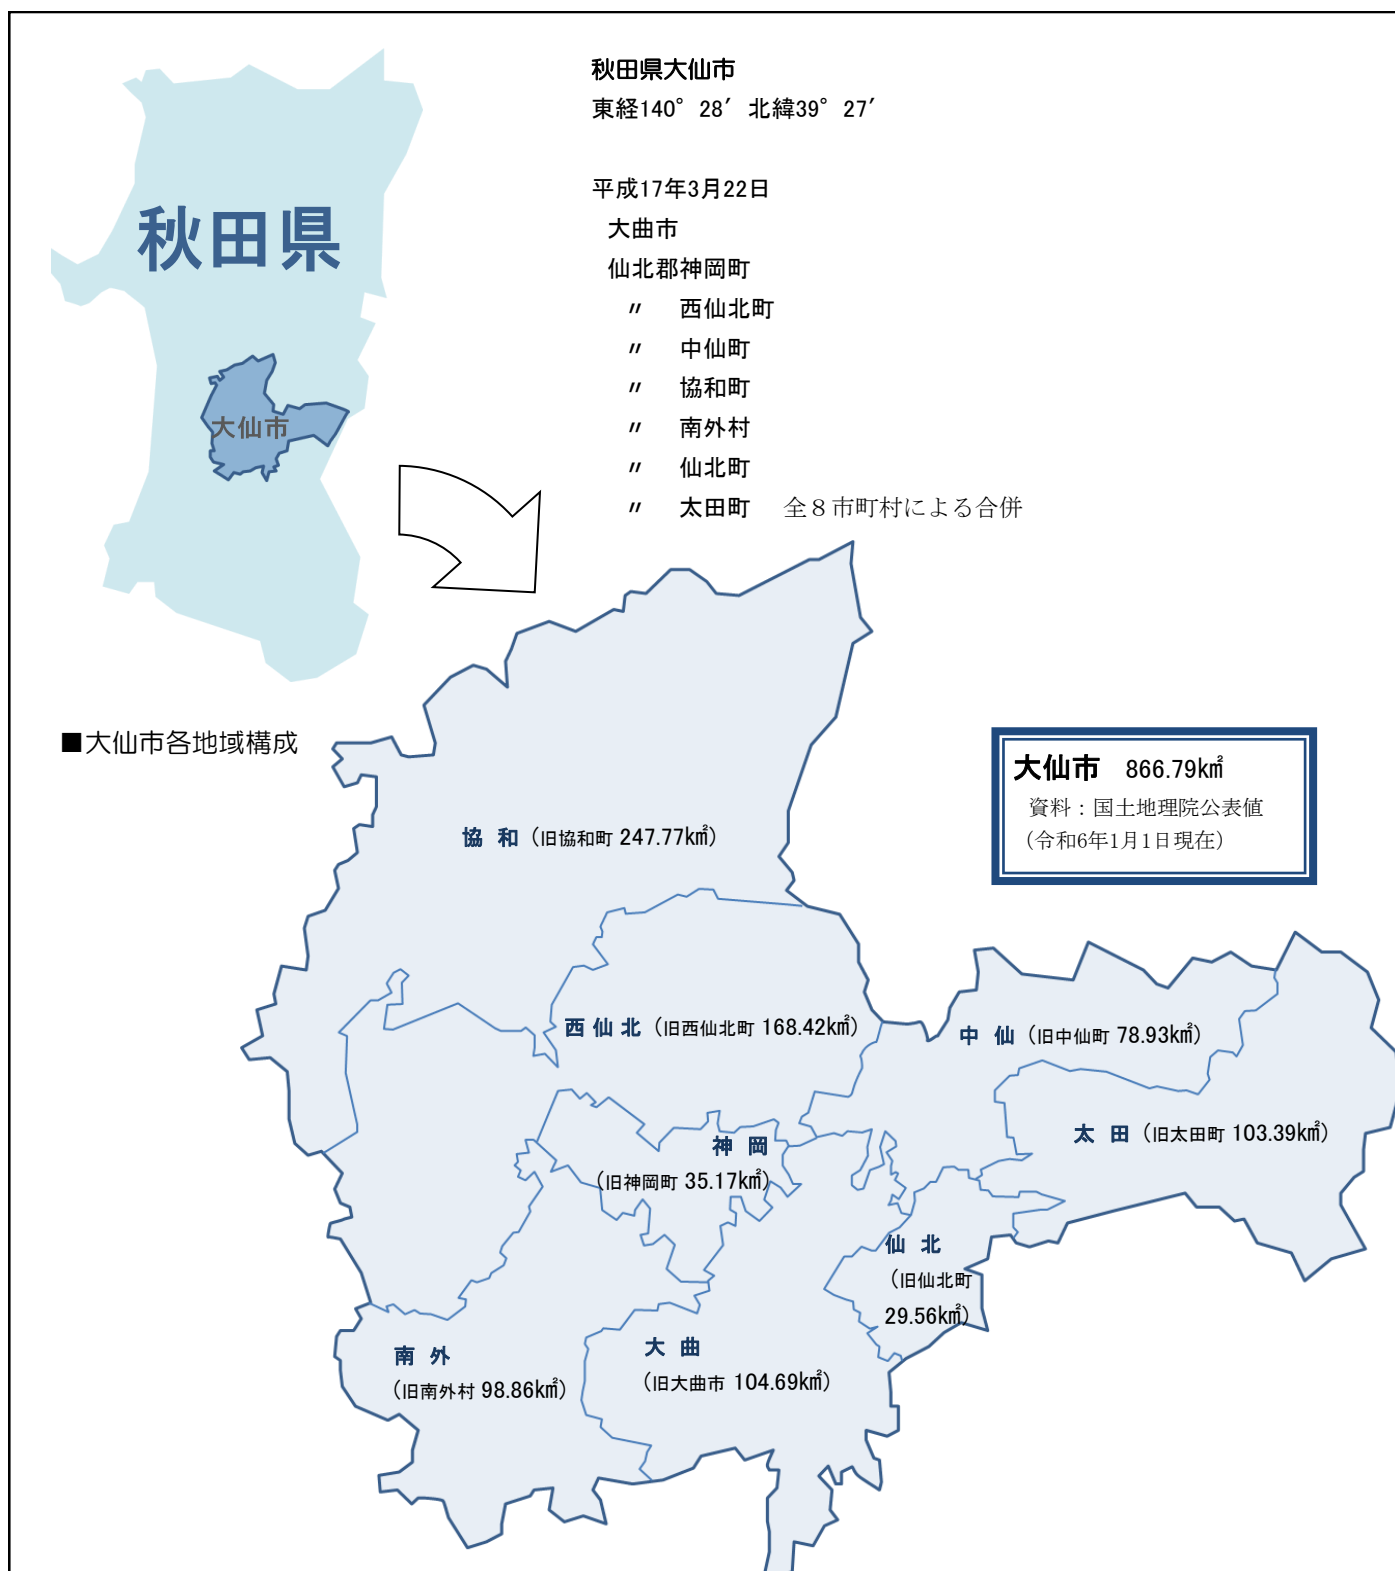 秋田県大仙市
東経140°28′北緯39°27′
平成17年3月22日
大曲市
仙北郡神岡町
〃 西仙北町
〃 中仙町
〃 協和町
〃 南外村
〃 仙北町
〃 太田町 全8市町村による合併
秋田県
大仙市
■大仙市各地域構成
大仙市 866.79k㎡
資料：国土地理院公表値
（令和6年1月1日現在）
協 和（旧協和町 247.77k㎡）
西仙北（旧西仙北町 168.42k㎡）
中 仙（旧中仙町 78.93k㎡）
太 田（旧太田町 103.39k㎡）
神 岡
（旧神岡町 35.17k㎡）
仙 北
（旧仙北町
29.56k㎡）
南 外
（旧南外村 98.86k㎡）
大 曲
（旧大曲市 104.69k㎡）